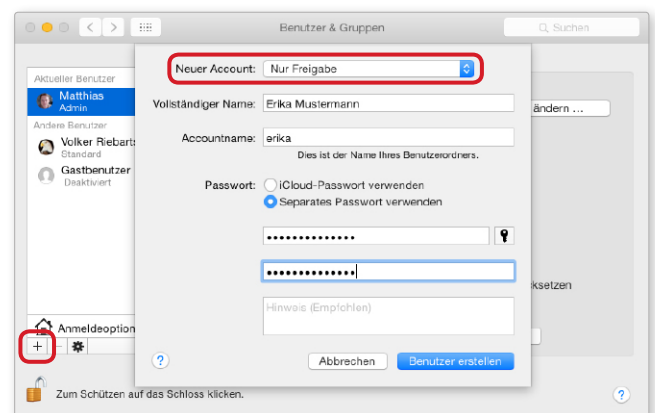 Benutzer & Gruppen
Suchen
Aktueller Benutzer
Matthias
Admin
Andere Benutzer
Volker Riebarts
Standard
Gastbenutzer
Deaktiviert
Anmeldeoption
Neuer Account: Nur Freigabe
Vollständiger Name: Erika Mustermann
Accountname: erika
Dies ist der Name Ihres Benutzerordners.
Passwort: iCloud-Passwort verwenden
Separates Passwort verwenden
Hinweis (Empfohlen)
? Abbrechen Benutzer erstellen
ändern ...
ksetzen
+ −
Zum Schützen auf das Schloss klicken.
?